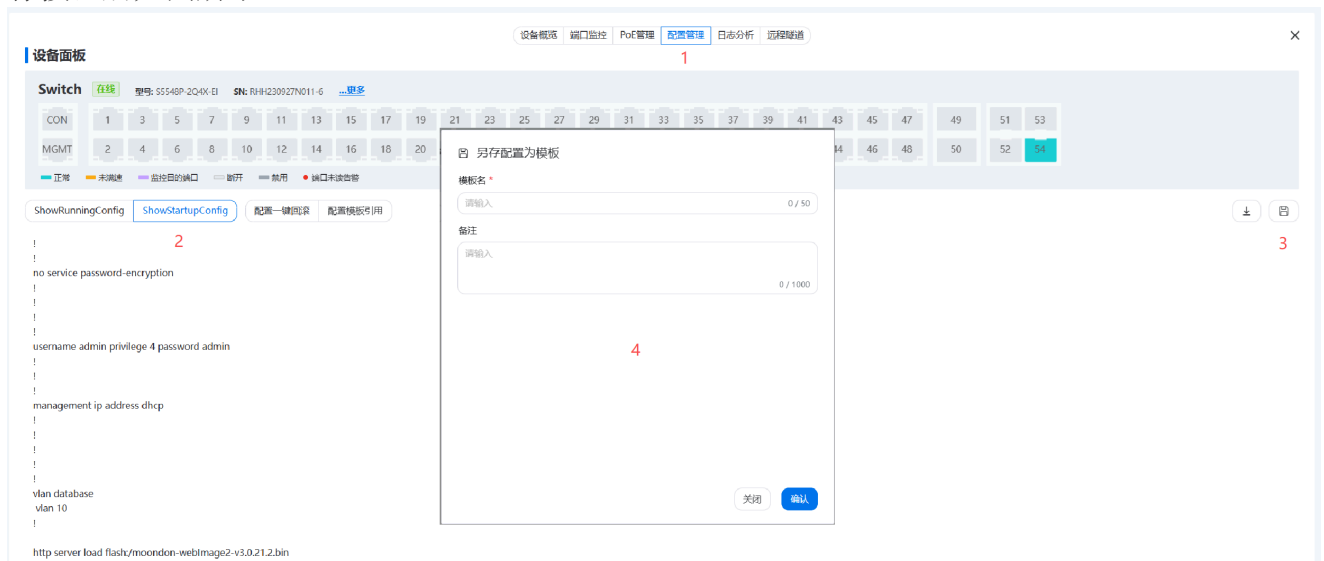 设备概览 端口监控 PoE管理 配置管理 日志分析 远程隧道
1
设备面板
Switch 在线 型号: S5548P-2Q4X-EI SN: RHH230927N011-6 ...更多
CON 1 3 5 7 9 11 13 15 17 19 21 23 25 27 29 31 33 35 37 39 41 43 45 47 49 51 53
MGMT 2 4 6 8 10 12 14 16 18 20 44 46 48 50 52 54
正常 未满速 监控目的端口 断开 禁用 端口未读告警
ShowRunningConfig ShowStartupConfig 配置一键回滚 配置模板引用
2
3
!
!
no service password-encryption
!
!
!
!
username admin privilege 4 password admin
!
!
!
management ip address dhcp
!
!
!
!
!
vlan database
vlan 10
!
http server load flash:/moondon-webImage2-v3.0.21.2.bin
另存配置为模板
模板名 *
请输入 0 / 50
备注
请输入
0 / 1000
4
关闭 确认